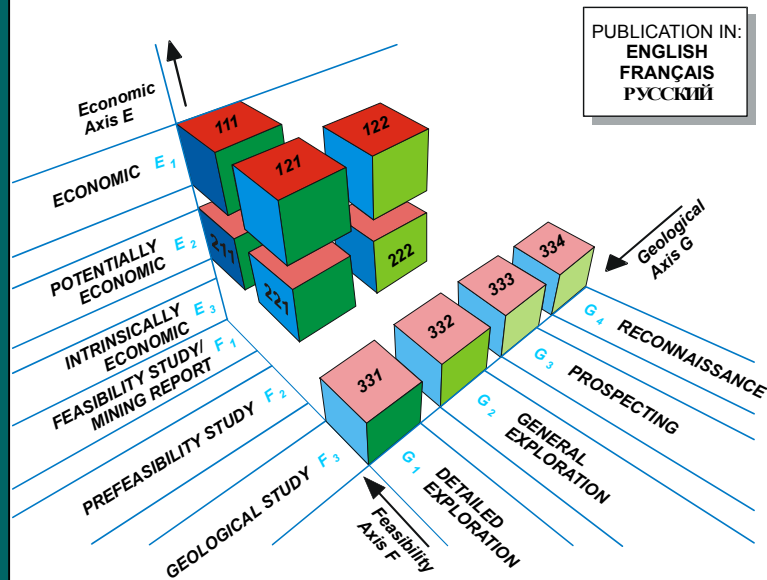 PUBLICATION IN:
ENGLISH
FRANÇAIS
РУССКИЙ
Economic
Axis E
111
122
121
ECONOMIC E 1
211
222
221
POTENTIALLY
ECONOMIC E 2
INTRINSICALLY
ECONOMIC E 3
FEASIBILITY STUDY/
MINING REPORT F 1
PREFEASIBILITY STUDY F 2
GEOLOGICAL STUDY F 3
Geological
Axis G
334
333
332
331
G 4 RECONNAISSANCE
G 3 PROSPECTING
G 2 GENERAL
EXPLORATION
G 1 DETAILED
EXPLORATION
Feasibility
Axis F